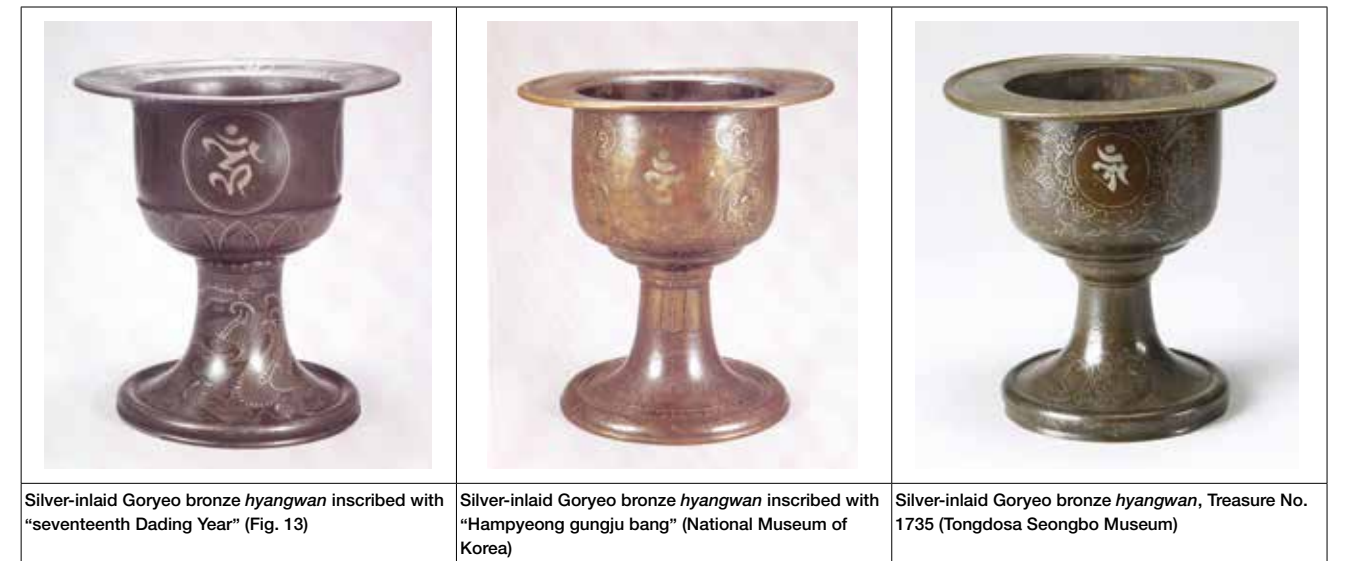 Silver-inlaid Goryeo bronze hyangwan inscribed with
“seventeenth Dading Year” (Fig. 13)
Silver-inlaid Goryeo bronze hyangwan inscribed with
“Hampyeong gungju bang” (National Museum of
Korea)
Silver-inlaid Goryeo bronze hyangwan, Treasure No.
1735 (Tongdosa Seongbo Museum)